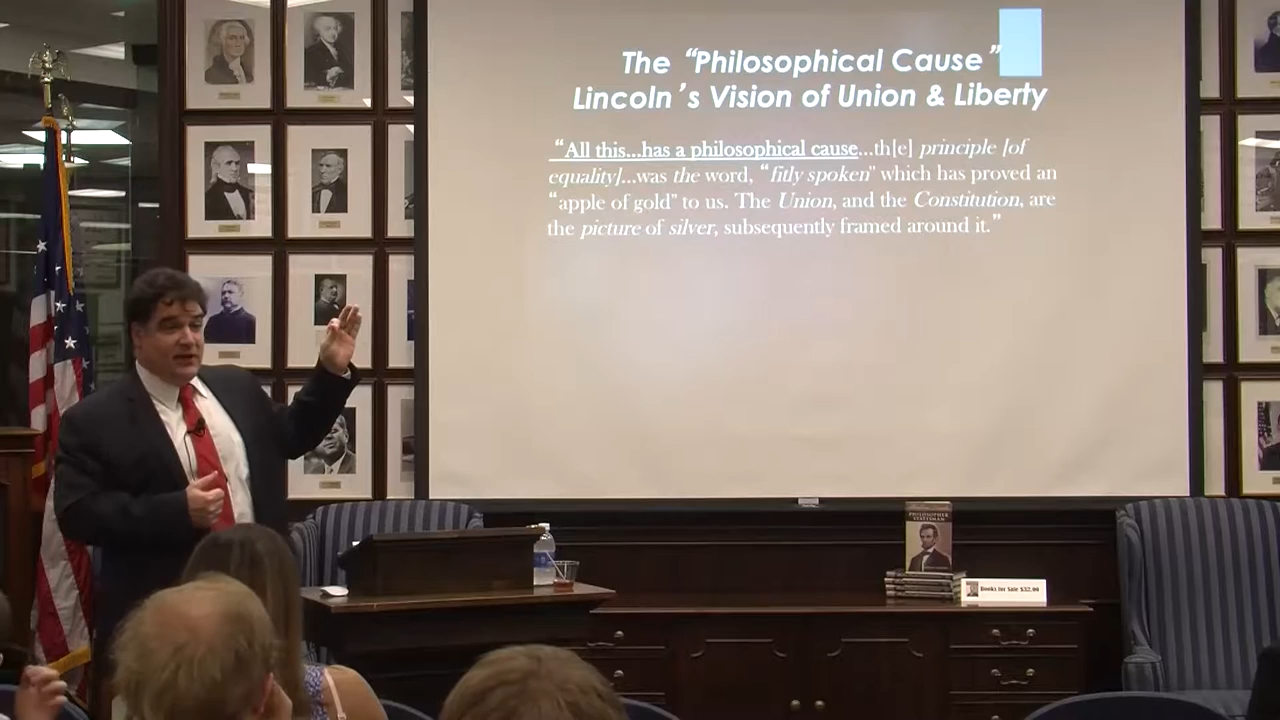 The “Philosophical Cause”
Lincoln’s Vision of Union & Liberty
“All this...has a philosophical cause...th[e] principle [of
equality]...was the word, “fitly spoken” which has proved an
“apple of gold” to us. The Union, and the Constitution, are
the picture of silver, subsequently framed around it.”
PHILOSOPHER
STATESMAN
Books for Sale $32.00